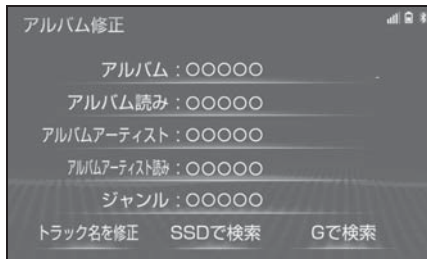 アルバム修正
アルバム：○○○○○
アルバム読み：○○○○○
アルバムアーティスト：○○○○○
アルバムアーティスト読み：○○○○○
ジャンル：○○○○○
トラック名を修正 SSDで検索 Gで検索